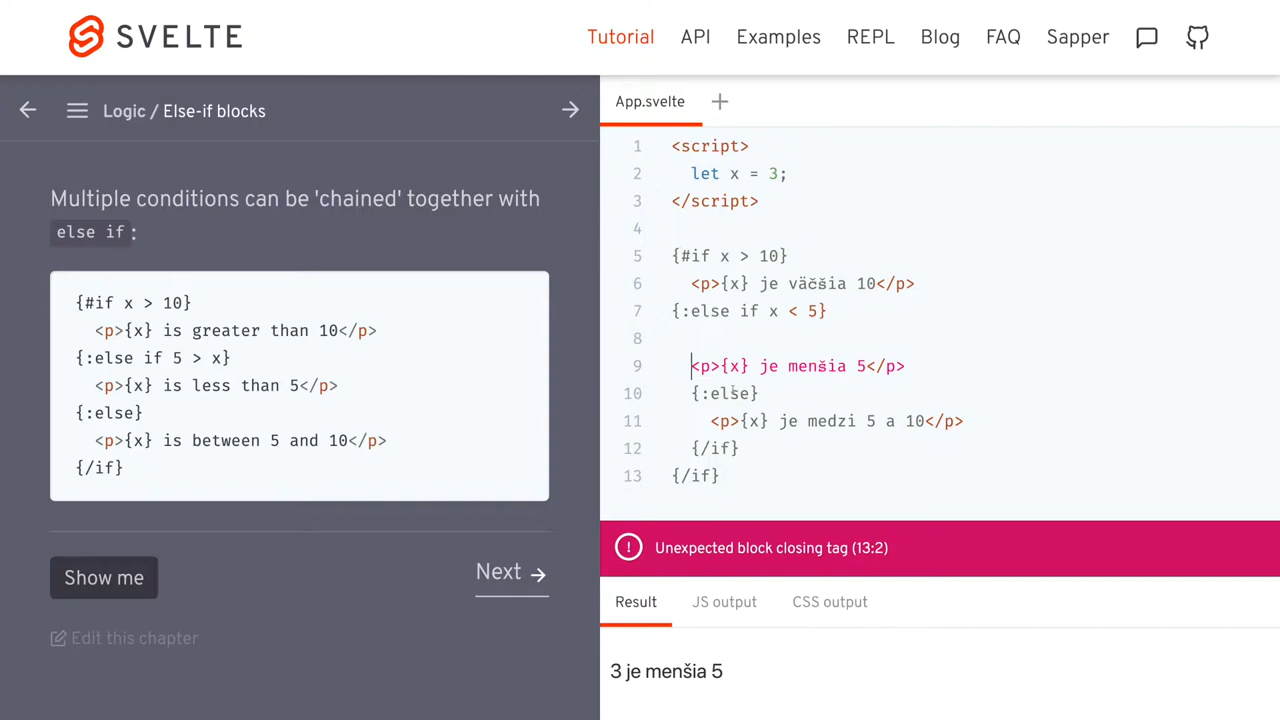 SVELTE
Tutorial API Examples REPL Blog FAQ Sapper
Logic / Else-if blocks
Multiple conditions can be 'chained' together with
else if:
{#if x > 10}
<p>{x} is greater than 10</p>
{:else if 5 > x}
<p>{x} is less than 5</p>
{:else}
<p>{x} is between 5 and 10</p>
{/if}
Show me
Next
Edit this chapter
App.svelte
1 <script>
2 let x = 3;
3 </script>
4
5 {#if x > 10}
6 <p>{x} je väčšia 10</p>
7 {:else if x < 5}
8
9 <p>{x} je menšia 5</p>
10 {:else}
11 <p>{x} je medzi 5 a 10</p>
12 {/if}
13 {/if}
! Unexpected block closing tag (13:2)
Result JS output CSS output
3 je menšia 5